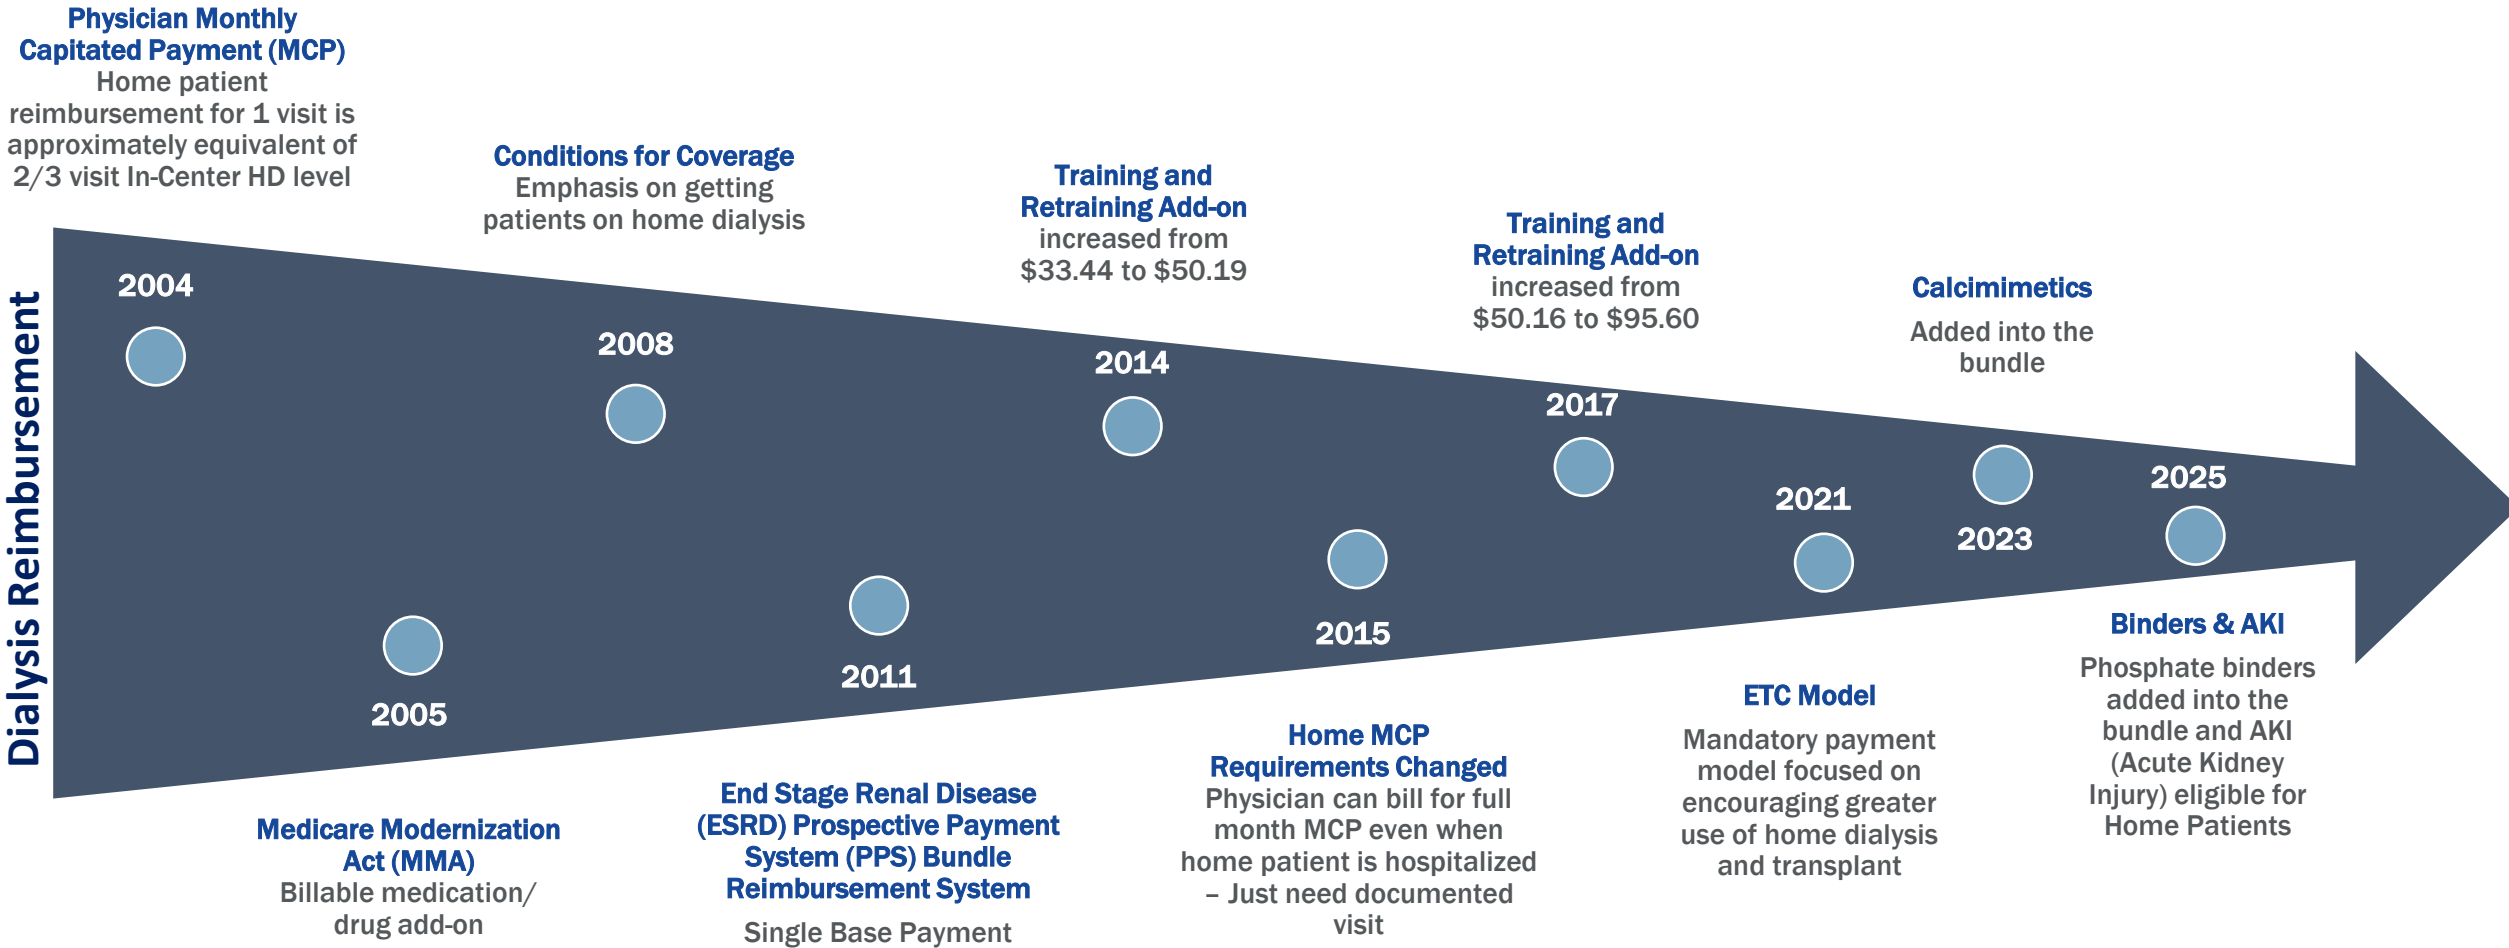 Dialysis Reimbursement
Physician Monthly
Capitated Payment (MCP)
Home patient
reimbursement for 1 visit is
approximately equivalent of
2/3 visit In-Center HD level
2004
2005
Medicare Modernization
Act (MMA)
Billable medication/
drug add-on
Conditions for Coverage
Emphasis on getting
patients on home dialysis
2008
2011
End Stage Renal Disease
(ESRD) Prospective Payment
System (PPS) Bundle
Reimbursement System
Single Base Payment
Training and
Retraining Add-on
increased from
$33.44 to $50.19
2014
2015
Home MCP
Requirements Changed
Physician can bill for full
month MCP even when
home patient is hospitalized
– Just need documented
visit
Training and
Retraining Add-on
increased from
$50.16 to $95.60
2017
2021
ETC Model
Mandatory payment
model focused on
encouraging greater
use of home dialysis
and transplant
Calcimimetics
Added into the
bundle
2023
2025
Binders & AKI
Phosphate binders
added into the
bundle and AKI
(Acute Kidney
Injury) eligible for
Home Patients